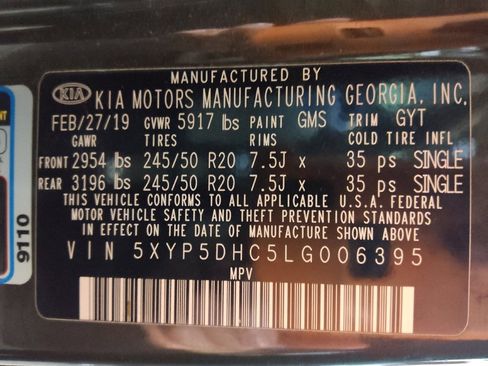 MANUFACTURED BY
KIA KIA MOTORS MANUFACTURING GEORGIA, INC.
FEB/27/19 GVWR 5917 lbs PAINT GMS TRIM GYT
GAWR TIRES RIMS COLD TIRE INFL
FRONT 2954 lbs 245/50 R20 7.5J x 35 ps SINGLE
REAR 3196 lbs 245/50 R20 7.5J x 35 ps SINGLE
THIS VEHICLE CONFORMS TO ALL APPLICABLE U.S.A. FEDERAL
MOTOR VEHICLE SAFETY AND THEFT PREVENTION STANDARDS
IN EFFECT ON THE DATE OF MANUFACTURE SHOWN ABOVE
VIN 5XYP5DHC5LG006395
MPV
9110